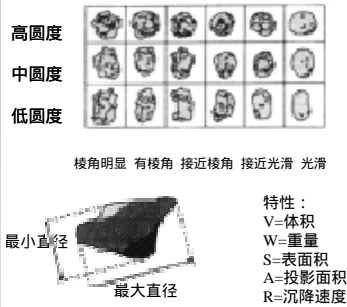 高圆度
中圆度
低圆度
棱角明显 有棱角 接近棱角 接近光滑 光滑
最小直径
最大直径
特性：
V=体积
W=重量
S=表面积
A=投影面积
R=沉降速度